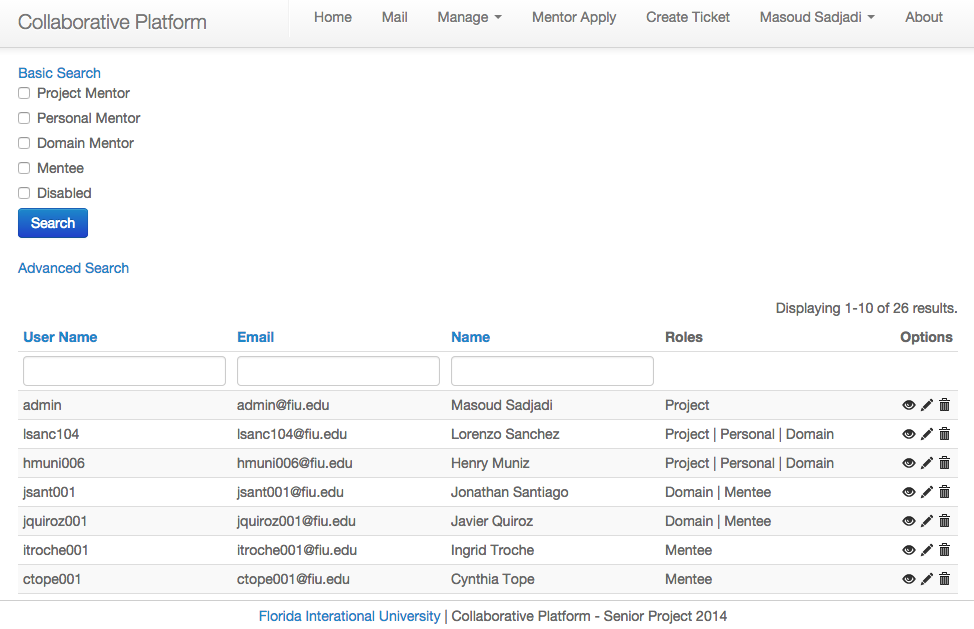 Collaborative Platform Home Mail Manage Mentor Apply Create Ticket Masoud Sadjadi About
Basic Search
Project Mentor
Personal Mentor
Domain Mentor
Mentee
Disabled
Search
Advanced Search
Displaying 1-10 of 26 results.
User Name Email Name Roles Options
admin admin@fiu.edu Masoud Sadjadi Project
lsanc104 lsanc104@fiu.edu Lorenzo Sanchez Project | Personal | Domain
hmuni006 hmuni006@fiu.edu Henry Muniz Project | Personal | Domain
jsant001 jsant001@fiu.edu Jonathan Santiago Domain | Mentee
jquiroz001 jquiroz001@fiu.edu Javier Quiroz Domain | Mentee
itroche001 itroche001@fiu.edu Ingrid Troche Mentee
ctope001 ctope001@fiu.edu Cynthia Tope Mentee
Florida Interational University | Collaborative Platform - Senior Project 2014